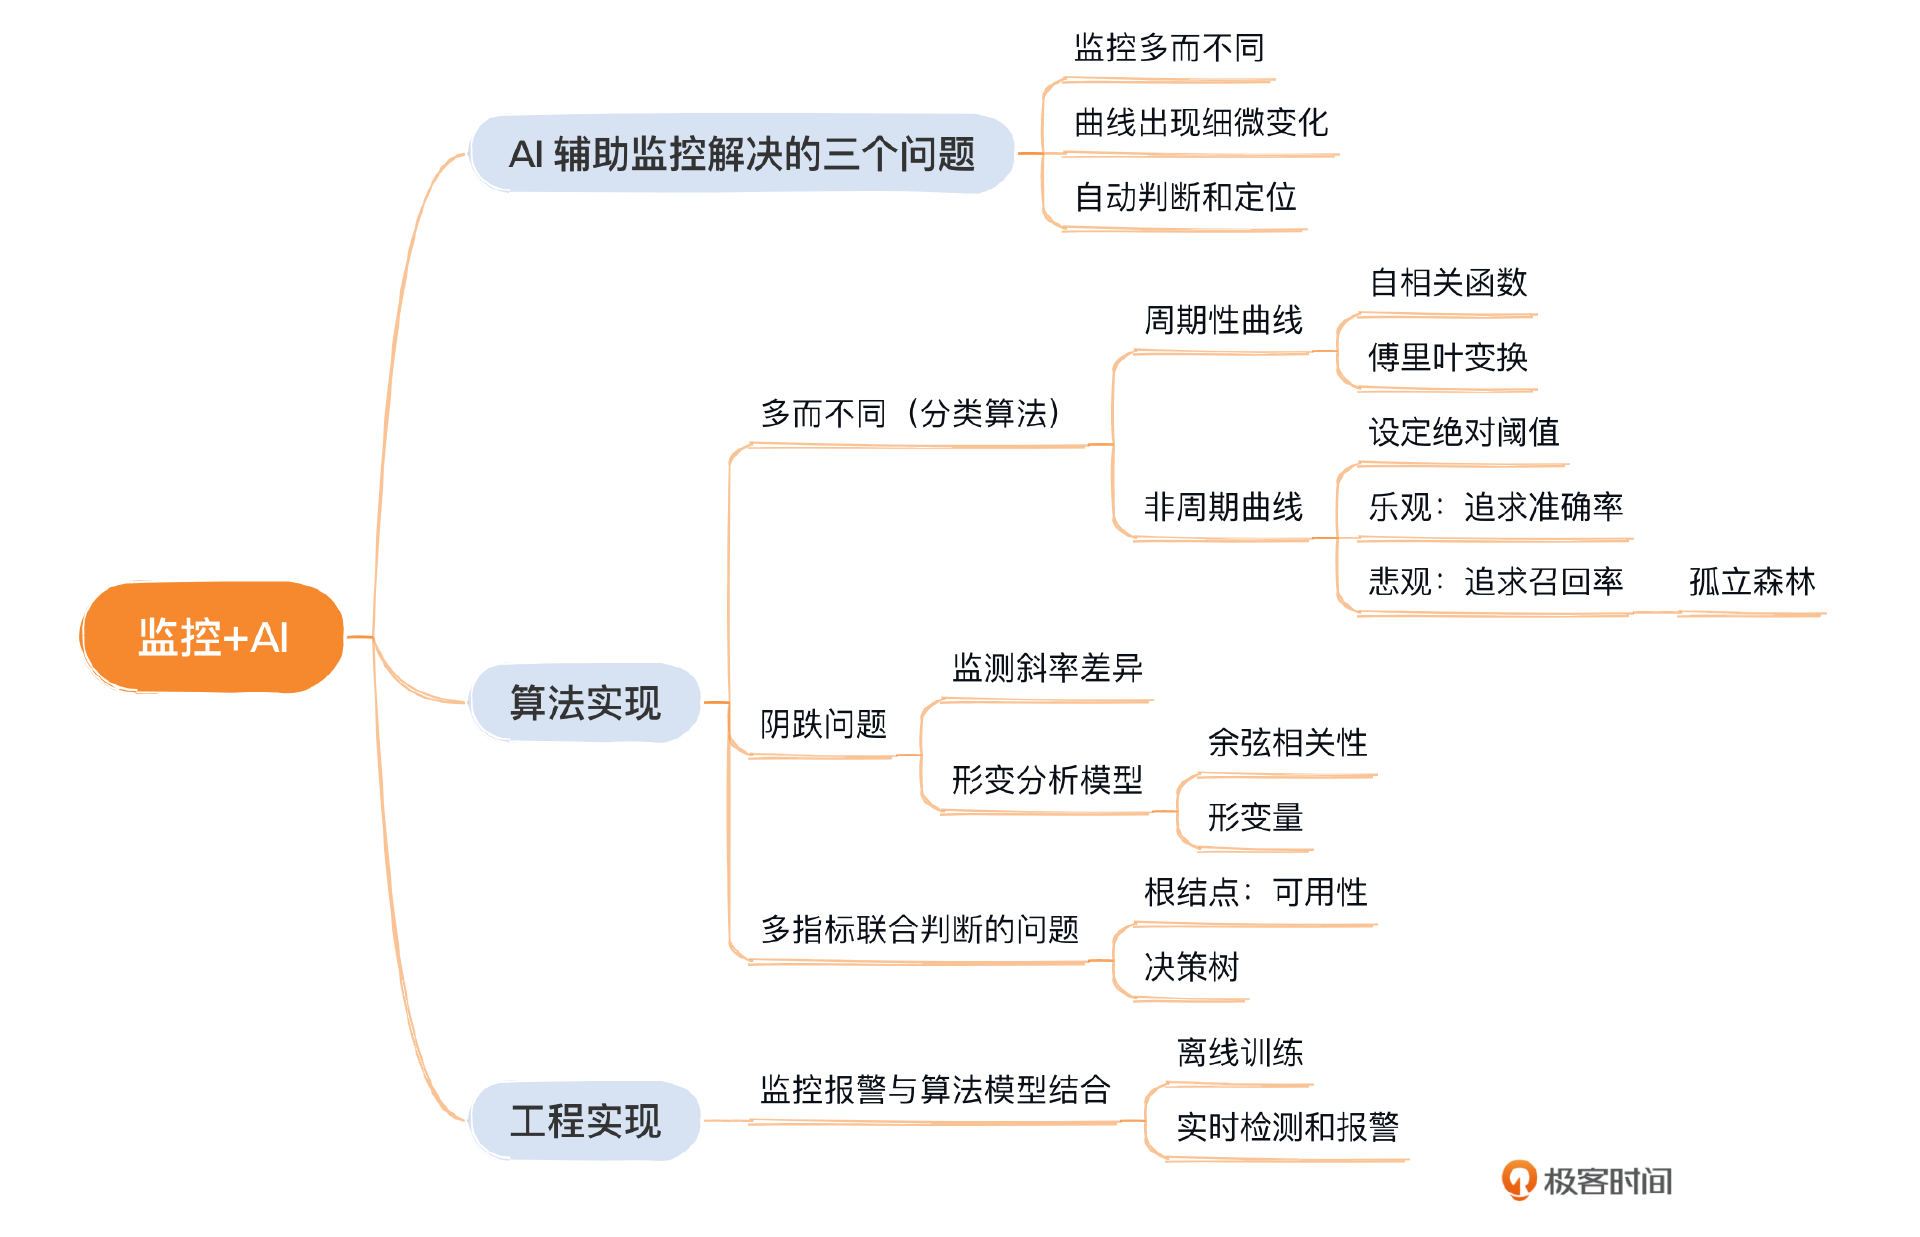 监控+AI
AI 辅助监控解决的三个问题
监控多而不同
曲线出现细微变化
自动判断和定位
算法实现
多而不同（分类算法）
周期性曲线
自相关函数
傅里叶变换
非周期曲线
设定绝对阈值
乐观：追求准确率
悲观：追求召回率
孤立森林
阴跌问题
监测斜率差异
形变分析模型
余弦相关性
形变量
多指标联合判断的问题
根结点：可用性
决策树
工程实现
监控报警与算法模型结合
离线训练
实时检测和报警
极客时间